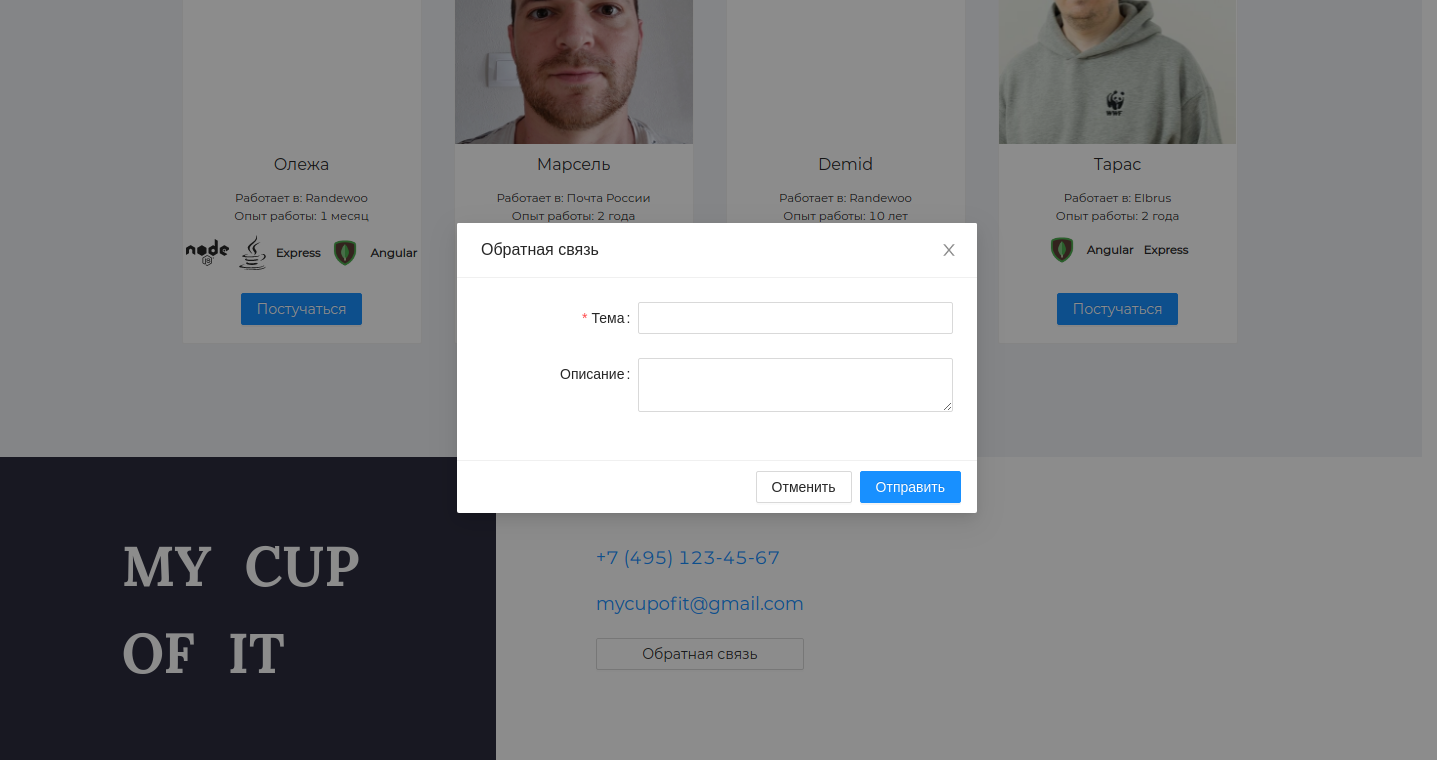 wwf
Олежа
Марсель
Demid
Тарас
Работает в: Randewoo
Опыт работы: 1 месяц
Работает в: Почта России
Опыт работы: 2 года
Работает в: Randewoo
Опыт работы: 10 лет
Работает в: Elbrus
Опыт работы: 2 года
node
JS
Express
Angular
Angular
Express
Постучаться
Постучаться
Обратная связь
* Тема:
Описание:
Отменить
Отправить
MY CUP
OF IT
+7 (495) 123-45-67
mycupofit@gmail.com
Обратная связь